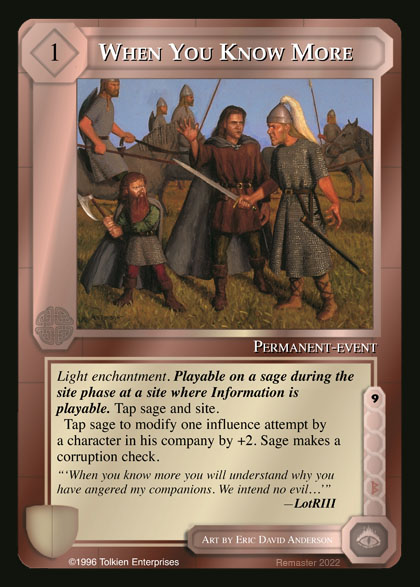 1
WHEN YOU KNOW MORE
PERMANENT-EVENT
Light enchantment. Playable on a sage during the
site phase at a site where Information is
playable. Tap sage and site.
Tap sage to modify one influence attempt by
a character in his company by +2. Sage makes a
corruption check.
9
“‘When you know more you will understand why you
have angered my companions. We intend no evil...’”
—LotRIII
ART BY ERIC DAVID ANDERSON
©1996 Tolkien Enterprises
Remaster 2022